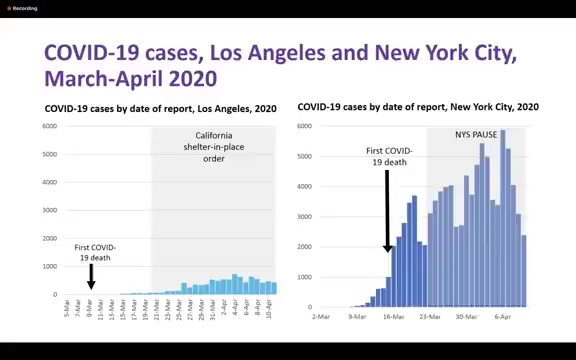 Recording
COVID-19 cases, Los Angeles and New York City,
March-April 2020
COVID-19 cases by date of report, Los Angeles, 2020
6000
5000
4000
3000
2000
1000
0
California
shelter-in-place
order
First COVID-
19 death
5-Mar
7-Mar
9-Mar
11-Mar
13-Mar
15-Mar
17-Mar
19-Mar
21-Mar
23-Mar
25-Mar
27-Mar
29-Mar
31-Mar
2-Apr
4-Apr
6-Apr
8-Apr
10-Apr
COVID-19 cases by date of report, New York City, 2020
6000
5000
4000
3000
2000
1000
0
NYS PAUSE
First COVID-
19 death
2-Mar
9-Mar
16-Mar
23-Mar
30-Mar
6-Apr